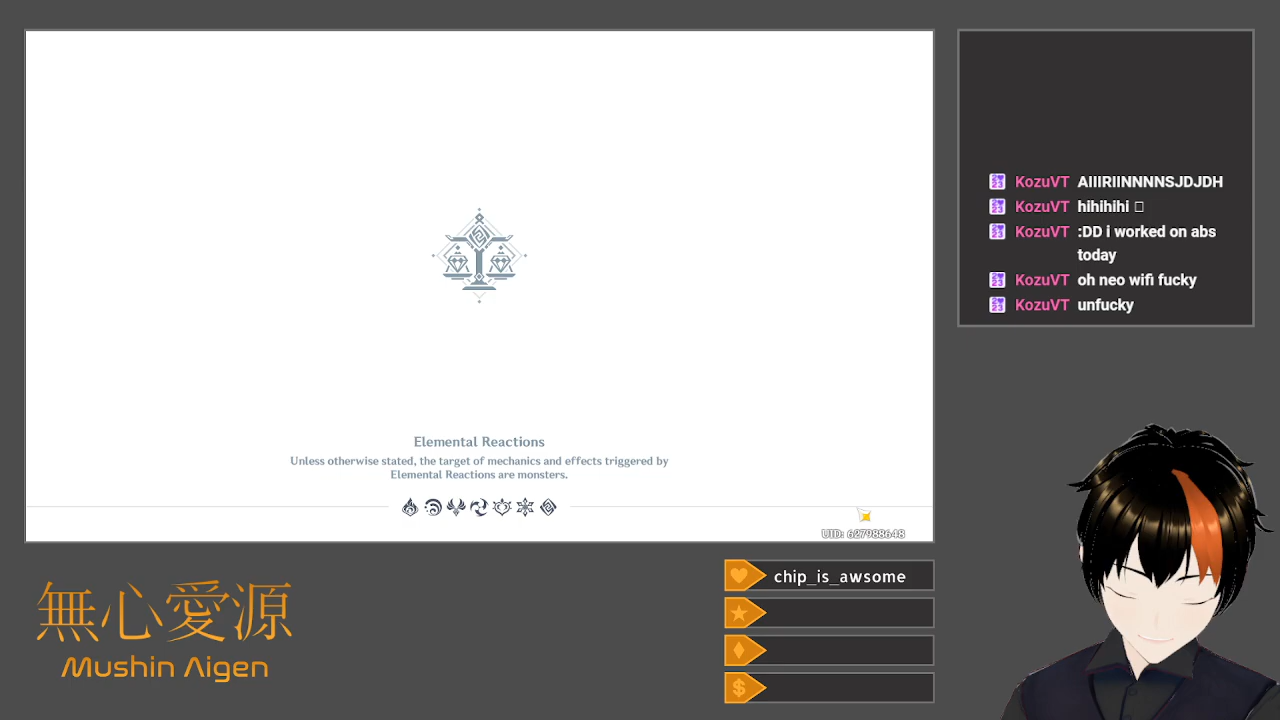 KozuVT AIIIRIINNNNSJDJDH
KozuVT hihihihi
KozuVT :DD i worked on abs
today
KozuVT oh neo wifi fucky
KozuVT unfucky
Elemental Reactions
Unless otherwise stated, the target of mechanics and effects triggered by
Elemental Reactions are monsters.
UID: 627988648
chip_is_awsome
無心愛源
Mushin Aigen